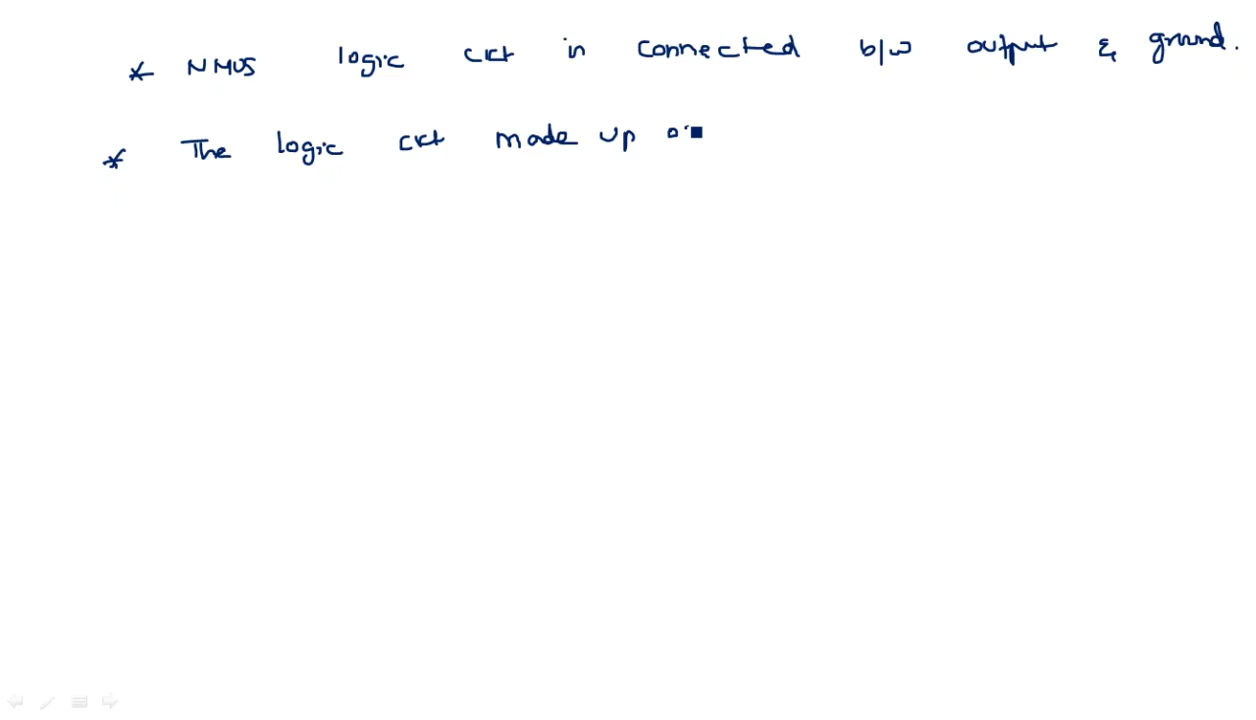 * NMOS logic ckt in connected b/w output & ground.
* The logic ckt made up